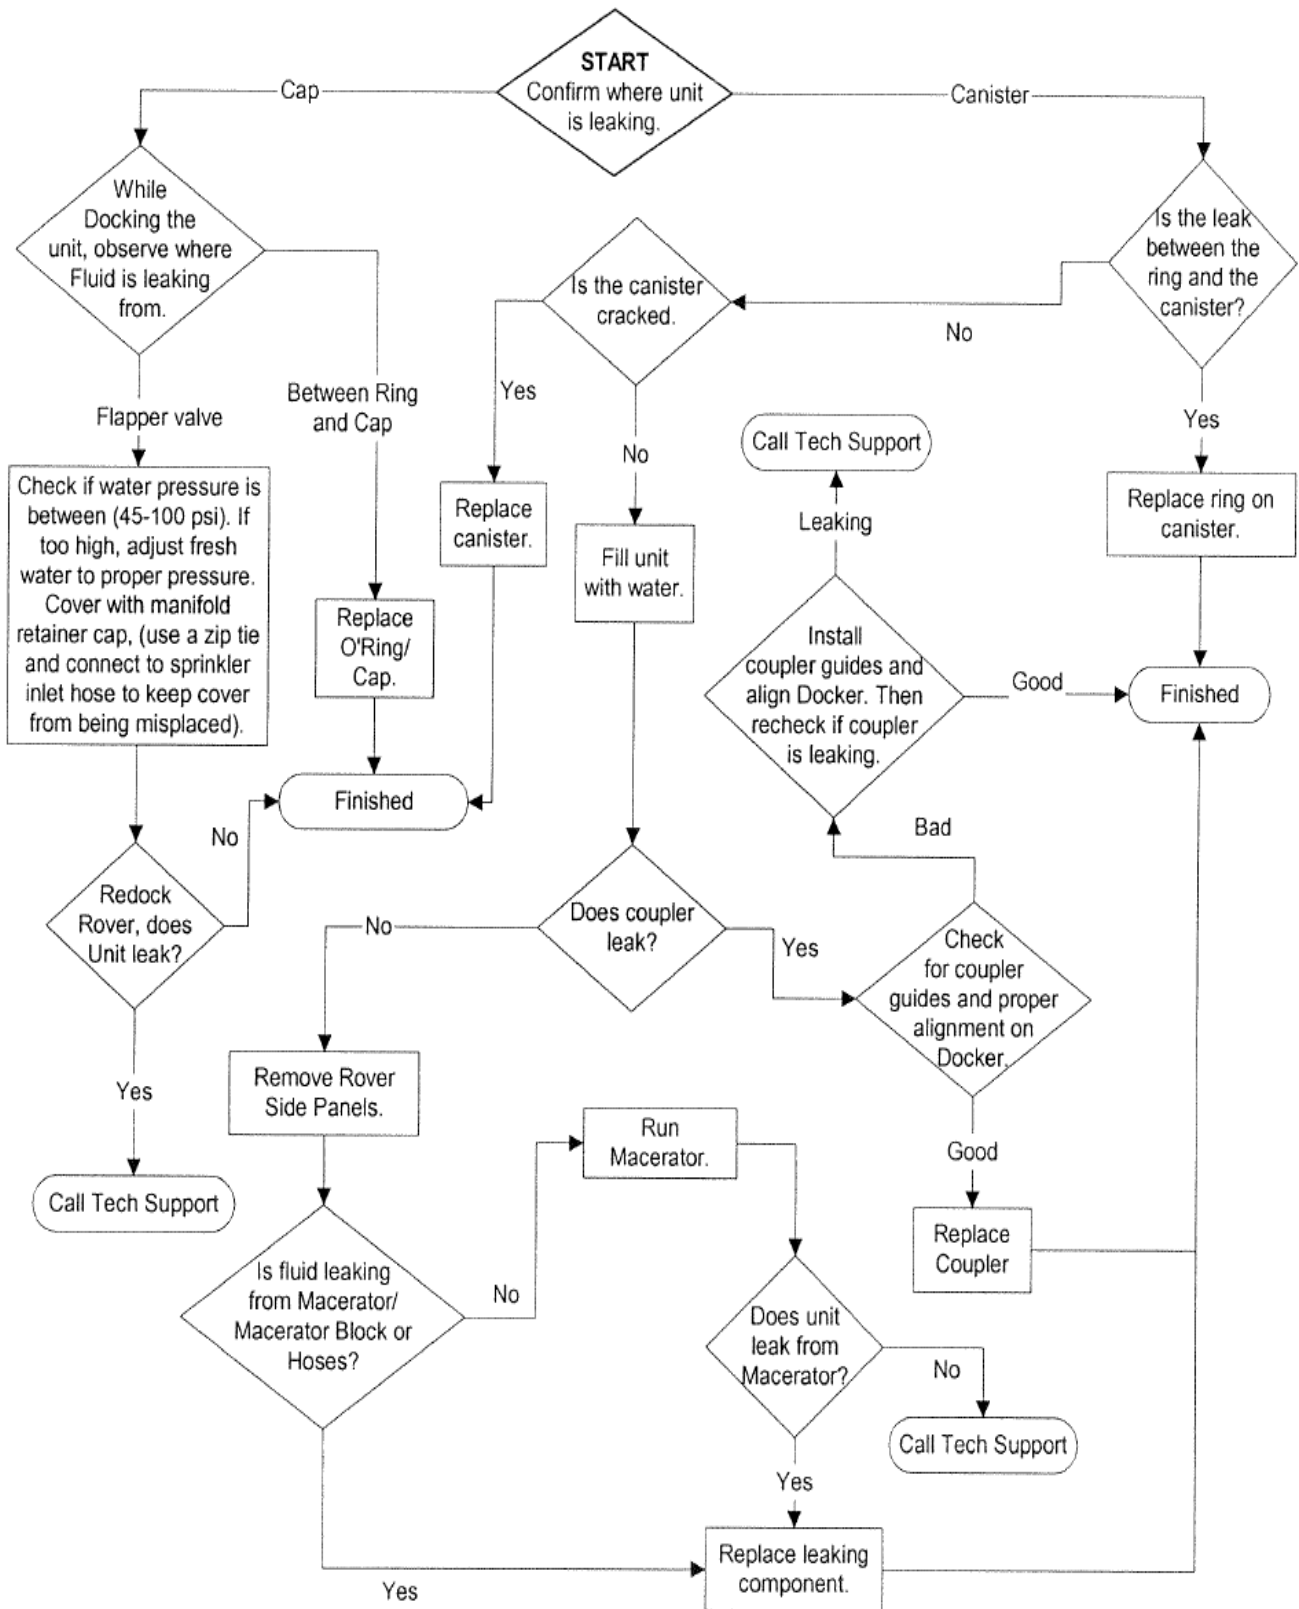 START
Confirm where unit
is leaking.
Cap
Canister
While
Docking the
unit, observe where
Fluid is leaking
from.
Is the leak
between the
ring and the
canister?
Is the canister
cracked.
No
Yes
Between Ring
and Cap
Flapper valve
Yes
No
Call Tech Support
Check if water pressure is
between (45-100 psi). If
too high, adjust fresh
water to proper pressure.
Cover with manifold
retainer cap, (use a zip tie
and connect to sprinkler
inlet hose to keep cover
from being misplaced).
Replace
canister.
Replace ring on
canister.
Leaking
Fill unit
with water.
Replace
O'Ring/
Cap.
Install
coupler guides and
align Docker. Then
recheck if coupler
is leaking.
Good
Finished
Finished
No
Bad
Redock
Rover, does
Unit leak?
No
Does coupler
leak?
Yes
Check
for coupler
guides and proper
alignment on
Docker.
Yes
Remove Rover
Side Panels.
Run
Macerator.
Good
Call Tech Support
Replace
Coupler
Is fluid leaking
from Macerator/
Macerator Block or
Hoses?
No
Does unit
leak from
Macerator?
No
Call Tech Support
Yes
Replace leaking
component.
Yes